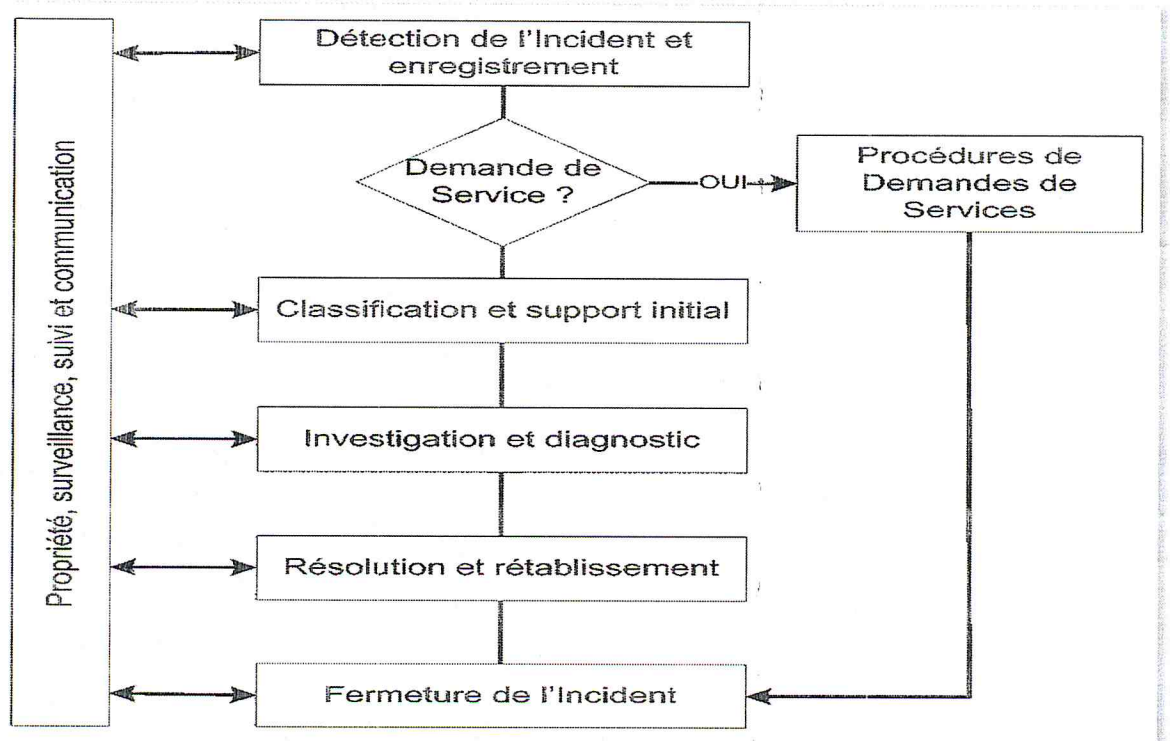 Propriété, surveillance, suivi et communication
Détection de l'Incident et
enregistrement
Demande de
Service ?
OUI
Procédures de
Demandes de
Services
Classification et support initial
Investigation et diagnostic
Résolution et rétablissement
Fermeture de l'Incident